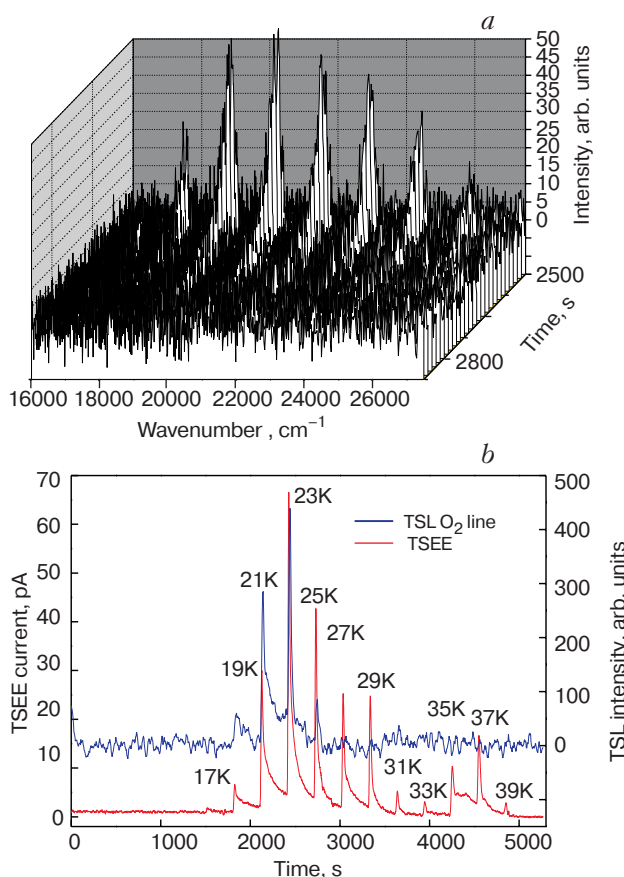 a
50
45
40
35
30
25
20
15
10
5
0
Intensity, arb. units
2500
2800
Time, s
16000 18000 20000 22000 24000 26000
Wavenumber , cm⁻¹
b
70
60
50
40
30
20
10
0
TSEE current, pA
500
400
300
200
100
0
TSL intensity, arb. units
TSL O₂ line
TSEE
17K
19K
21K
23K
25K
27K
29K
31K
33K
35K
37K
39K
0 1000 2000 3000 4000 5000
Time, s